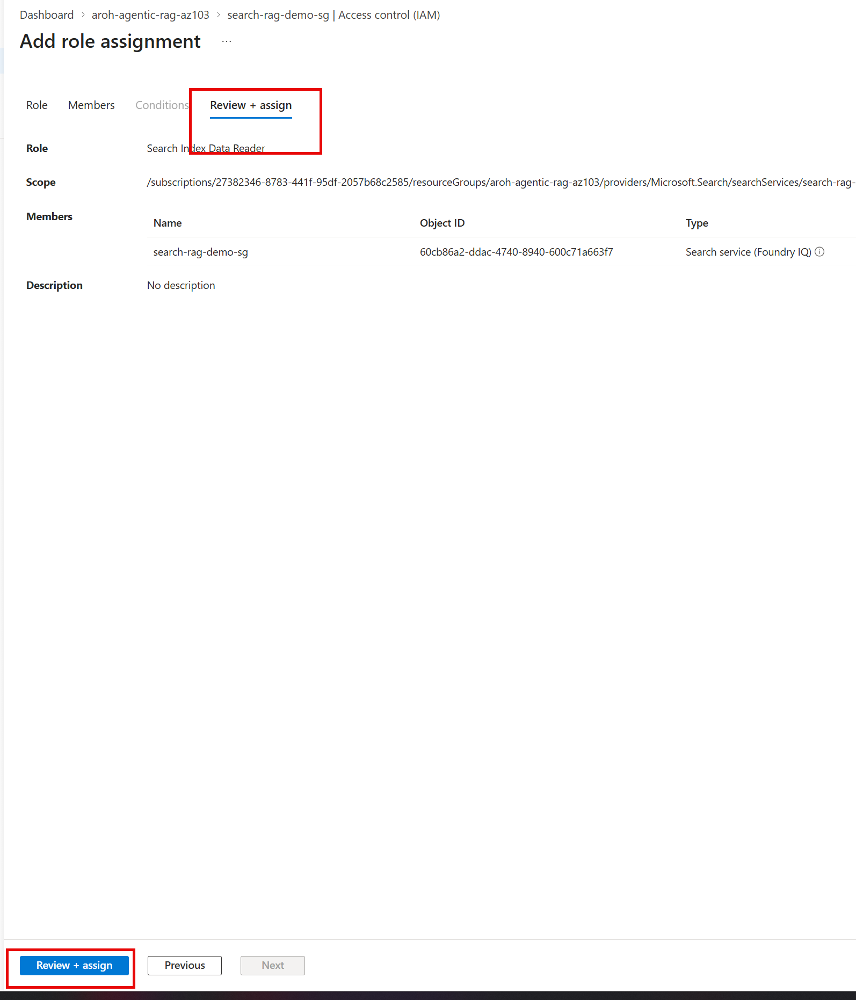 Dashboard > aroh-agentic-rag-az103 > search-rag-demo-sg | Access control (IAM)
Add role assignment ...
Role Members Conditions Review + assign
Role Search Index Data Reader
Scope /subscriptions/27382346-8783-441f-95df-2057b68c2585/resourceGroups/aroh-agentic-rag-az103/providers/Microsoft.Search/searchServices/search-rag-
Members
Name Object ID Type
search-rag-demo-sg 60cb86a2-ddac-4740-8940-600c71a663f7 Search service (Foundry IQ)
Description No description
Review + assign Previous Next